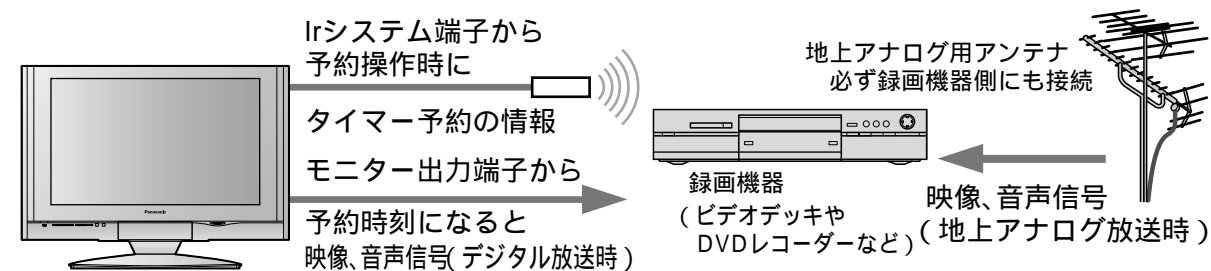 Irシステム端子から
予約操作時に
タイマー予約の情報
モニター出力端子から
予約時刻になると
映像、音声信号(デジタル放送時)
Panasonic
録画機器
(ビデオデッキや
DVDレコーダーなど)
地上アナログ用アンテナ
必ず録画機器側にも接続
映像、音声信号
(地上アナログ放送時)